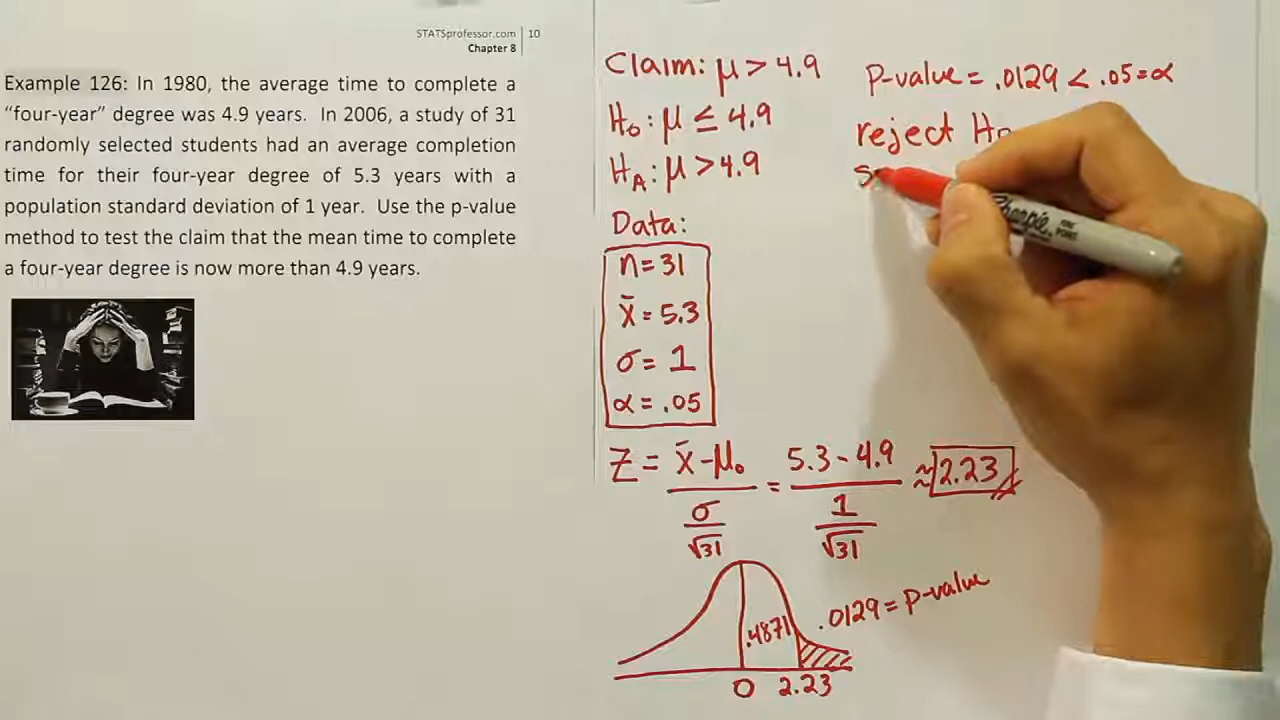 STATSprofessor.com | 10
Chapter 8
Example 126: In 1980, the average time to complete a
“four-year” degree was 4.9 years. In 2006, a study of 31
randomly selected students had an average completion
time for their four-year degree of 5.3 years with a
population standard deviation of 1 year. Use the p-value
method to test the claim that the mean time to complete
a four-year degree is now more than 4.9 years.
Claim: μ > 4.9
H₀: μ ≤ 4.9
H_A: μ > 4.9
Data:
n = 31
x̄ = 5.3
σ = 1
α = .05
Z = (x̄ - μ₀) / (σ/√31) = (5.3 - 4.9) / (1/√31) ≈ 2.23
.4871
.0129 = p-value
0 2.23
P-value = .0129 < .05 = α
reject H₀
Sharpie